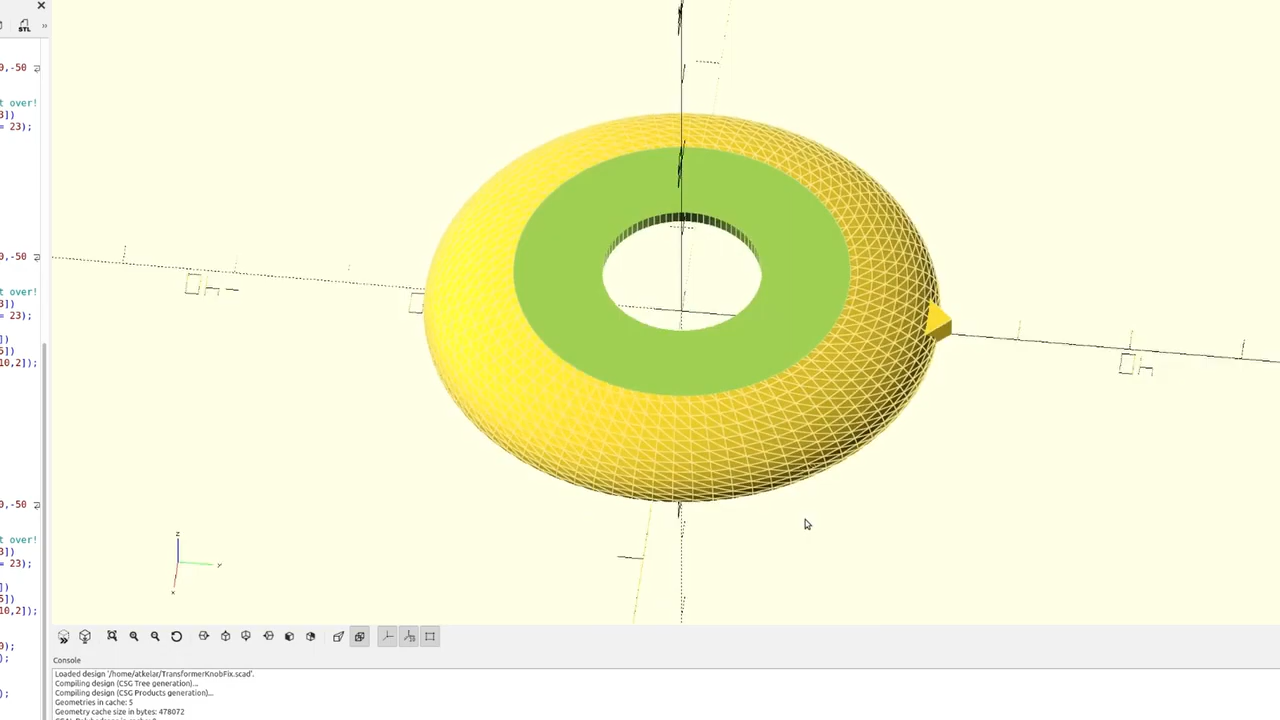 STL
»
0,-50
t over!
3])
= 23);
0,-50
t over!
3])
= 23);
])
5])
10,2]);
0,-50
t over!
3])
= 23);
])
5])
10,2]);
0);
);
);
z
y
x
Console
Loaded design '/home/atkelar/TransformerKnobFix.scad'.
Compiling design (CSG Tree generation)...
Compiling design (CSG Products generation)...
Geometries in cache: 5
Geometry cache size in bytes: 478072